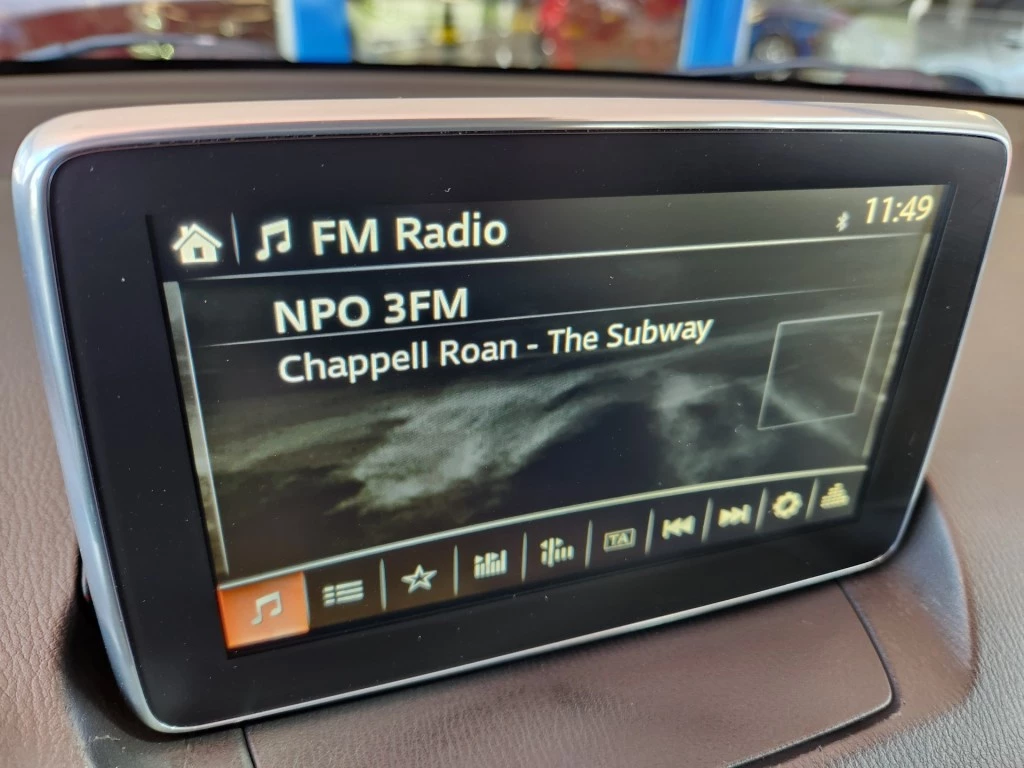 FM Radio
11:49
NPO 3FM
Chappell Roan - The Subway
TA